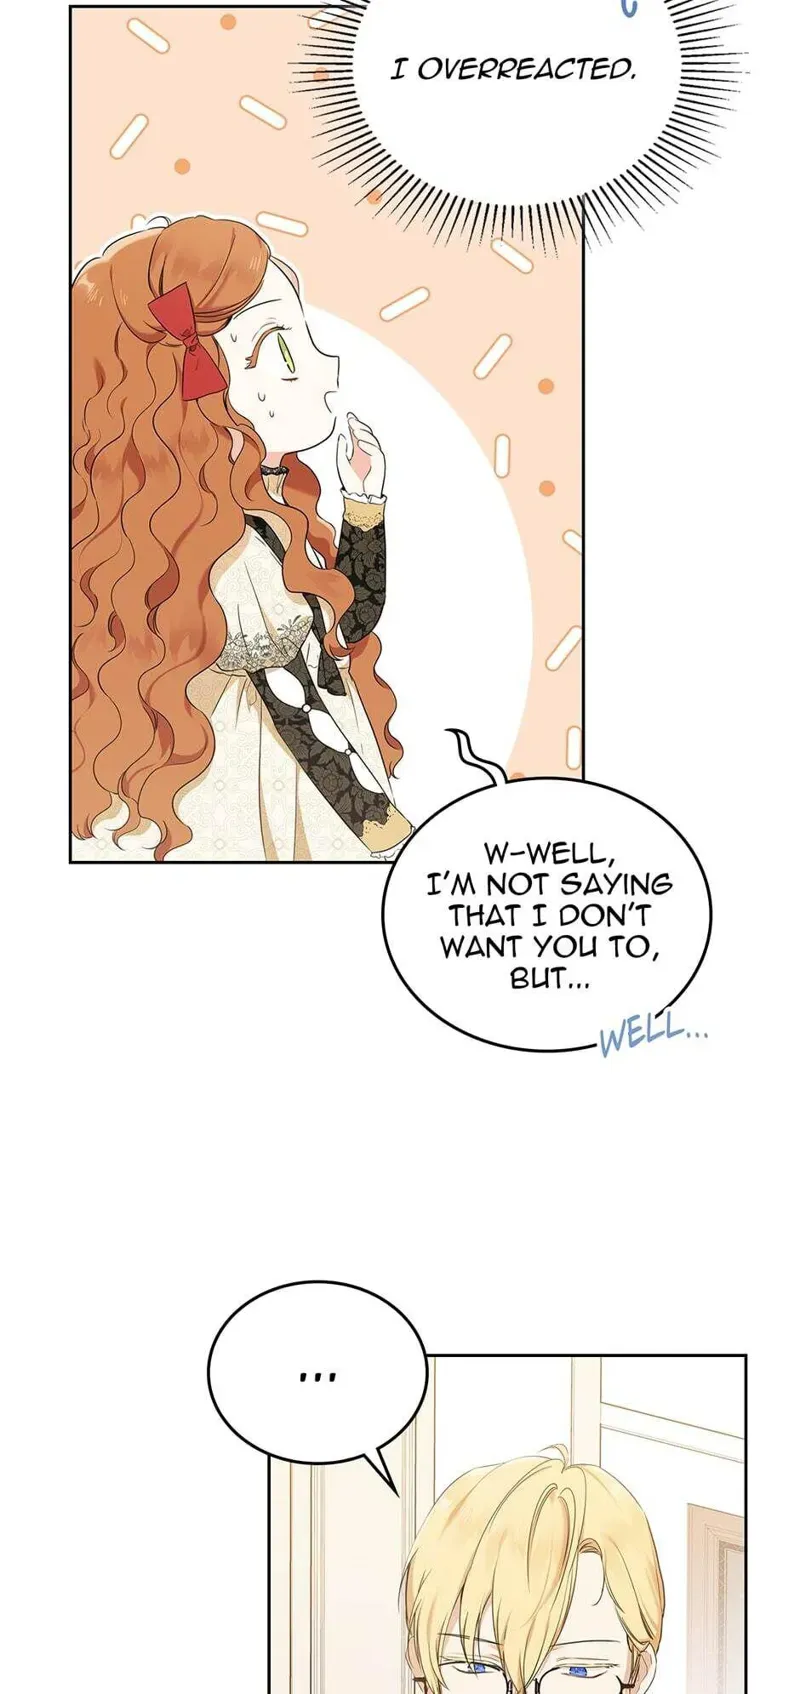 I OVERREACTED.
W-WELL,
I'M NOT SAYING
THAT I DON'T
WANT YOU TO,
BUT...
WELL...
...